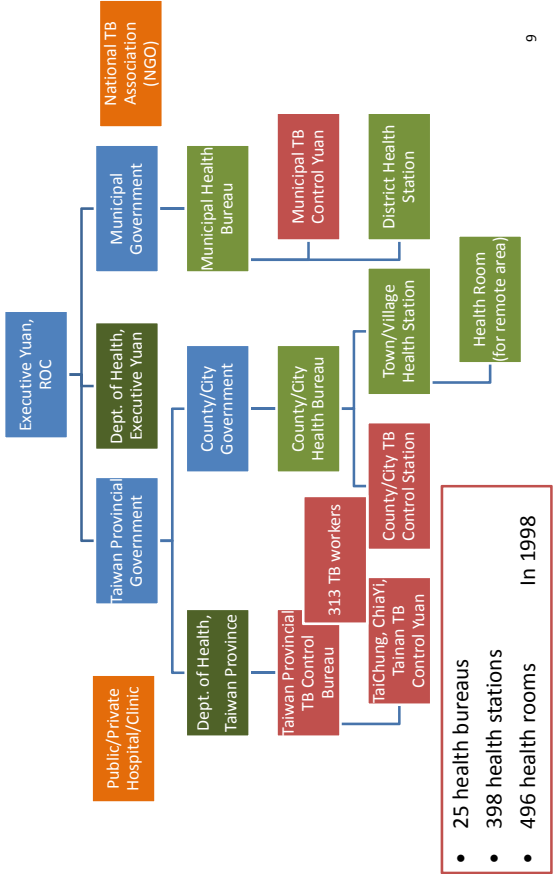 Executive Yuan,
ROC
Public/Private
Hospital/Clinic
Taiwan Provincial
Government
Dept. of Health,
Executive Yuan
Municipal
Government
National TB
Association
(NGO)
Dept. of Health,
Taiwan Province
County/City
Government
Municipal Health
Bureau
Taiwan Provincial
TB Control
Bureau
313 TB workers
County/City
Health Bureau
Municipal TB
Control Yuan
TaiChung, ChiaYi,
Tainan TB
Control Yuan
County/City TB
Control Station
Town/Village
Health Station
District Health
Station
Health Room
(for remote area)
• 25 health bureaus
• 398 health stations
• 496 health rooms In 1998
9